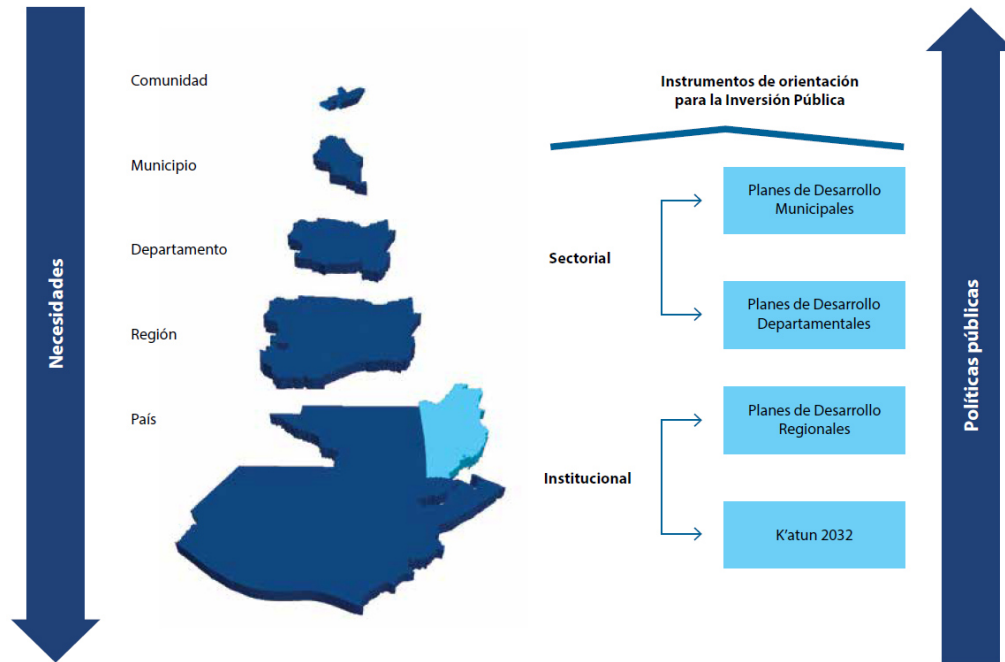 Necesidades
Comunidad
Municipio
Departamento
Región
País
Instrumentos de orientación
para la Inversión Pública
Sectorial
Planes de Desarrollo
Municipales
Planes de Desarrollo
Departamentales
Institucional
Planes de Desarrollo
Regionales
K'atun 2032
Políticas públicas